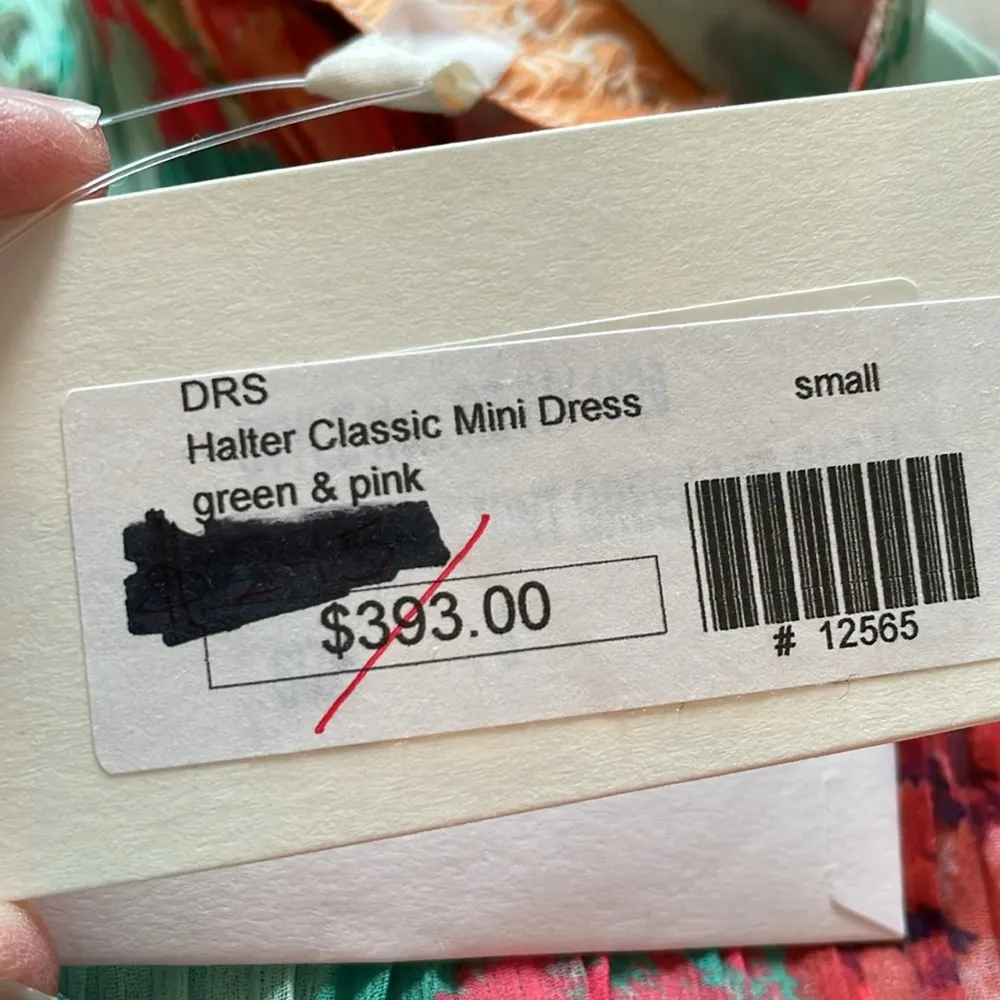 DRS
Halter Classic Mini Dress
green & pink
small
$393.00
# 12565